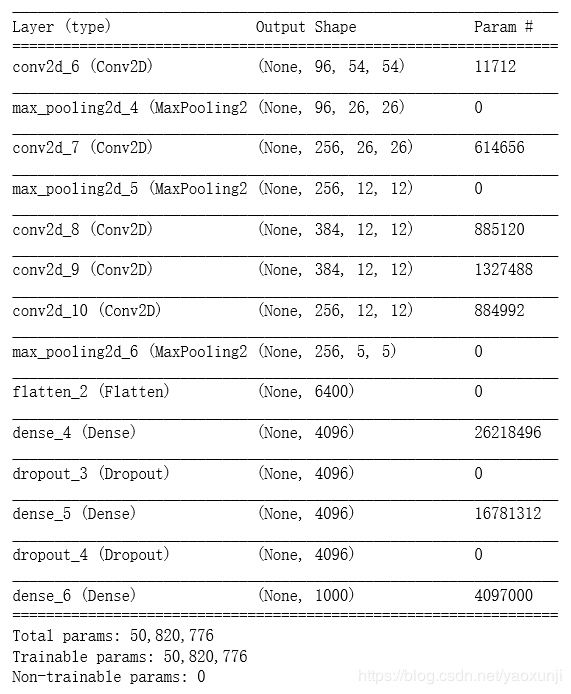 Layer (type) Output Shape Param #
conv2d_6 (Conv2D) (None, 96, 54, 54) 11712
max_pooling2d_4 (MaxPooling2 (None, 96, 26, 26) 0
conv2d_7 (Conv2D) (None, 256, 26, 26) 614656
max_pooling2d_5 (MaxPooling2 (None, 256, 12, 12) 0
conv2d_8 (Conv2D) (None, 384, 12, 12) 885120
conv2d_9 (Conv2D) (None, 384, 12, 12) 1327488
conv2d_10 (Conv2D) (None, 256, 12, 12) 884992
max_pooling2d_6 (MaxPooling2 (None, 256, 5, 5) 0
flatten_2 (Flatten) (None, 6400) 0
dense_4 (Dense) (None, 4096) 26218496
dropout_3 (Dropout) (None, 4096) 0
dense_5 (Dense) (None, 4096) 16781312
dropout_4 (Dropout) (None, 4096) 0
dense_6 (Dense) (None, 1000) 4097000
Total params: 50,820,776
Trainable params: 50,820,776
Non-trainable params: 0
https://blog.csdn.net/yaoxunji